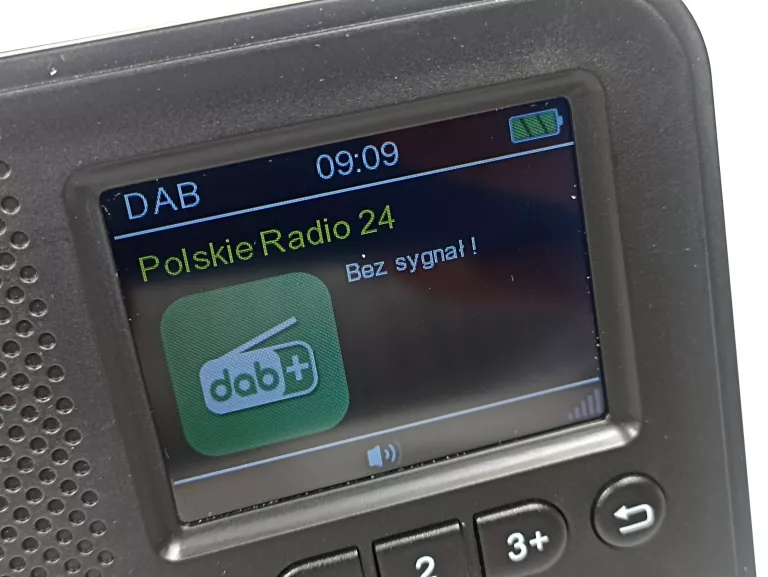 09:09
DAB
Polskie Radio 24
Bez sygnał !
dab+
2
3+